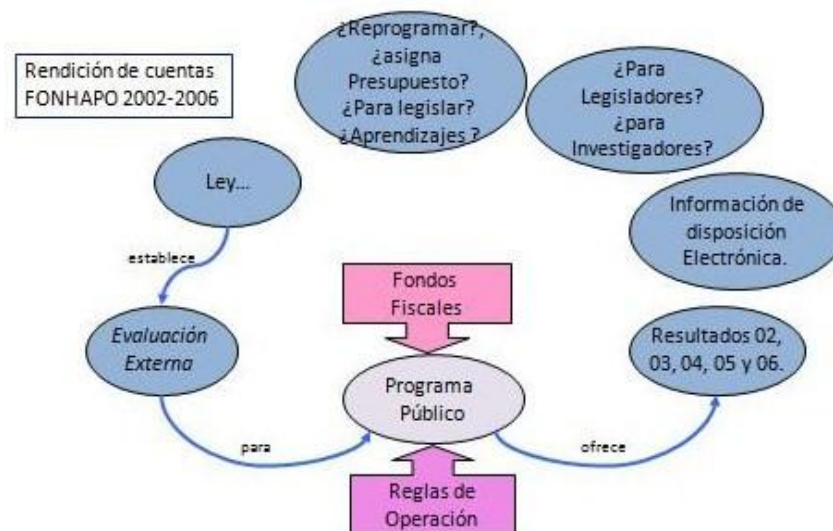 Rendición de cuentas
FONHAPO 2002-2006
¿Reprogramar?,
¿asigna
Presupuesto?
¿Para legislar?
¿Aprendizajes ?
¿Para
Legisladores?
¿para
Investigadores?
Ley...
Información de
disposición
Electrónica.
establece
Fondos
Fiscales
Evaluación
Externa
Resultados 02,
03, 04, 05 y 06.
Programa
Público
para
ofrece
Reglas de
Operación